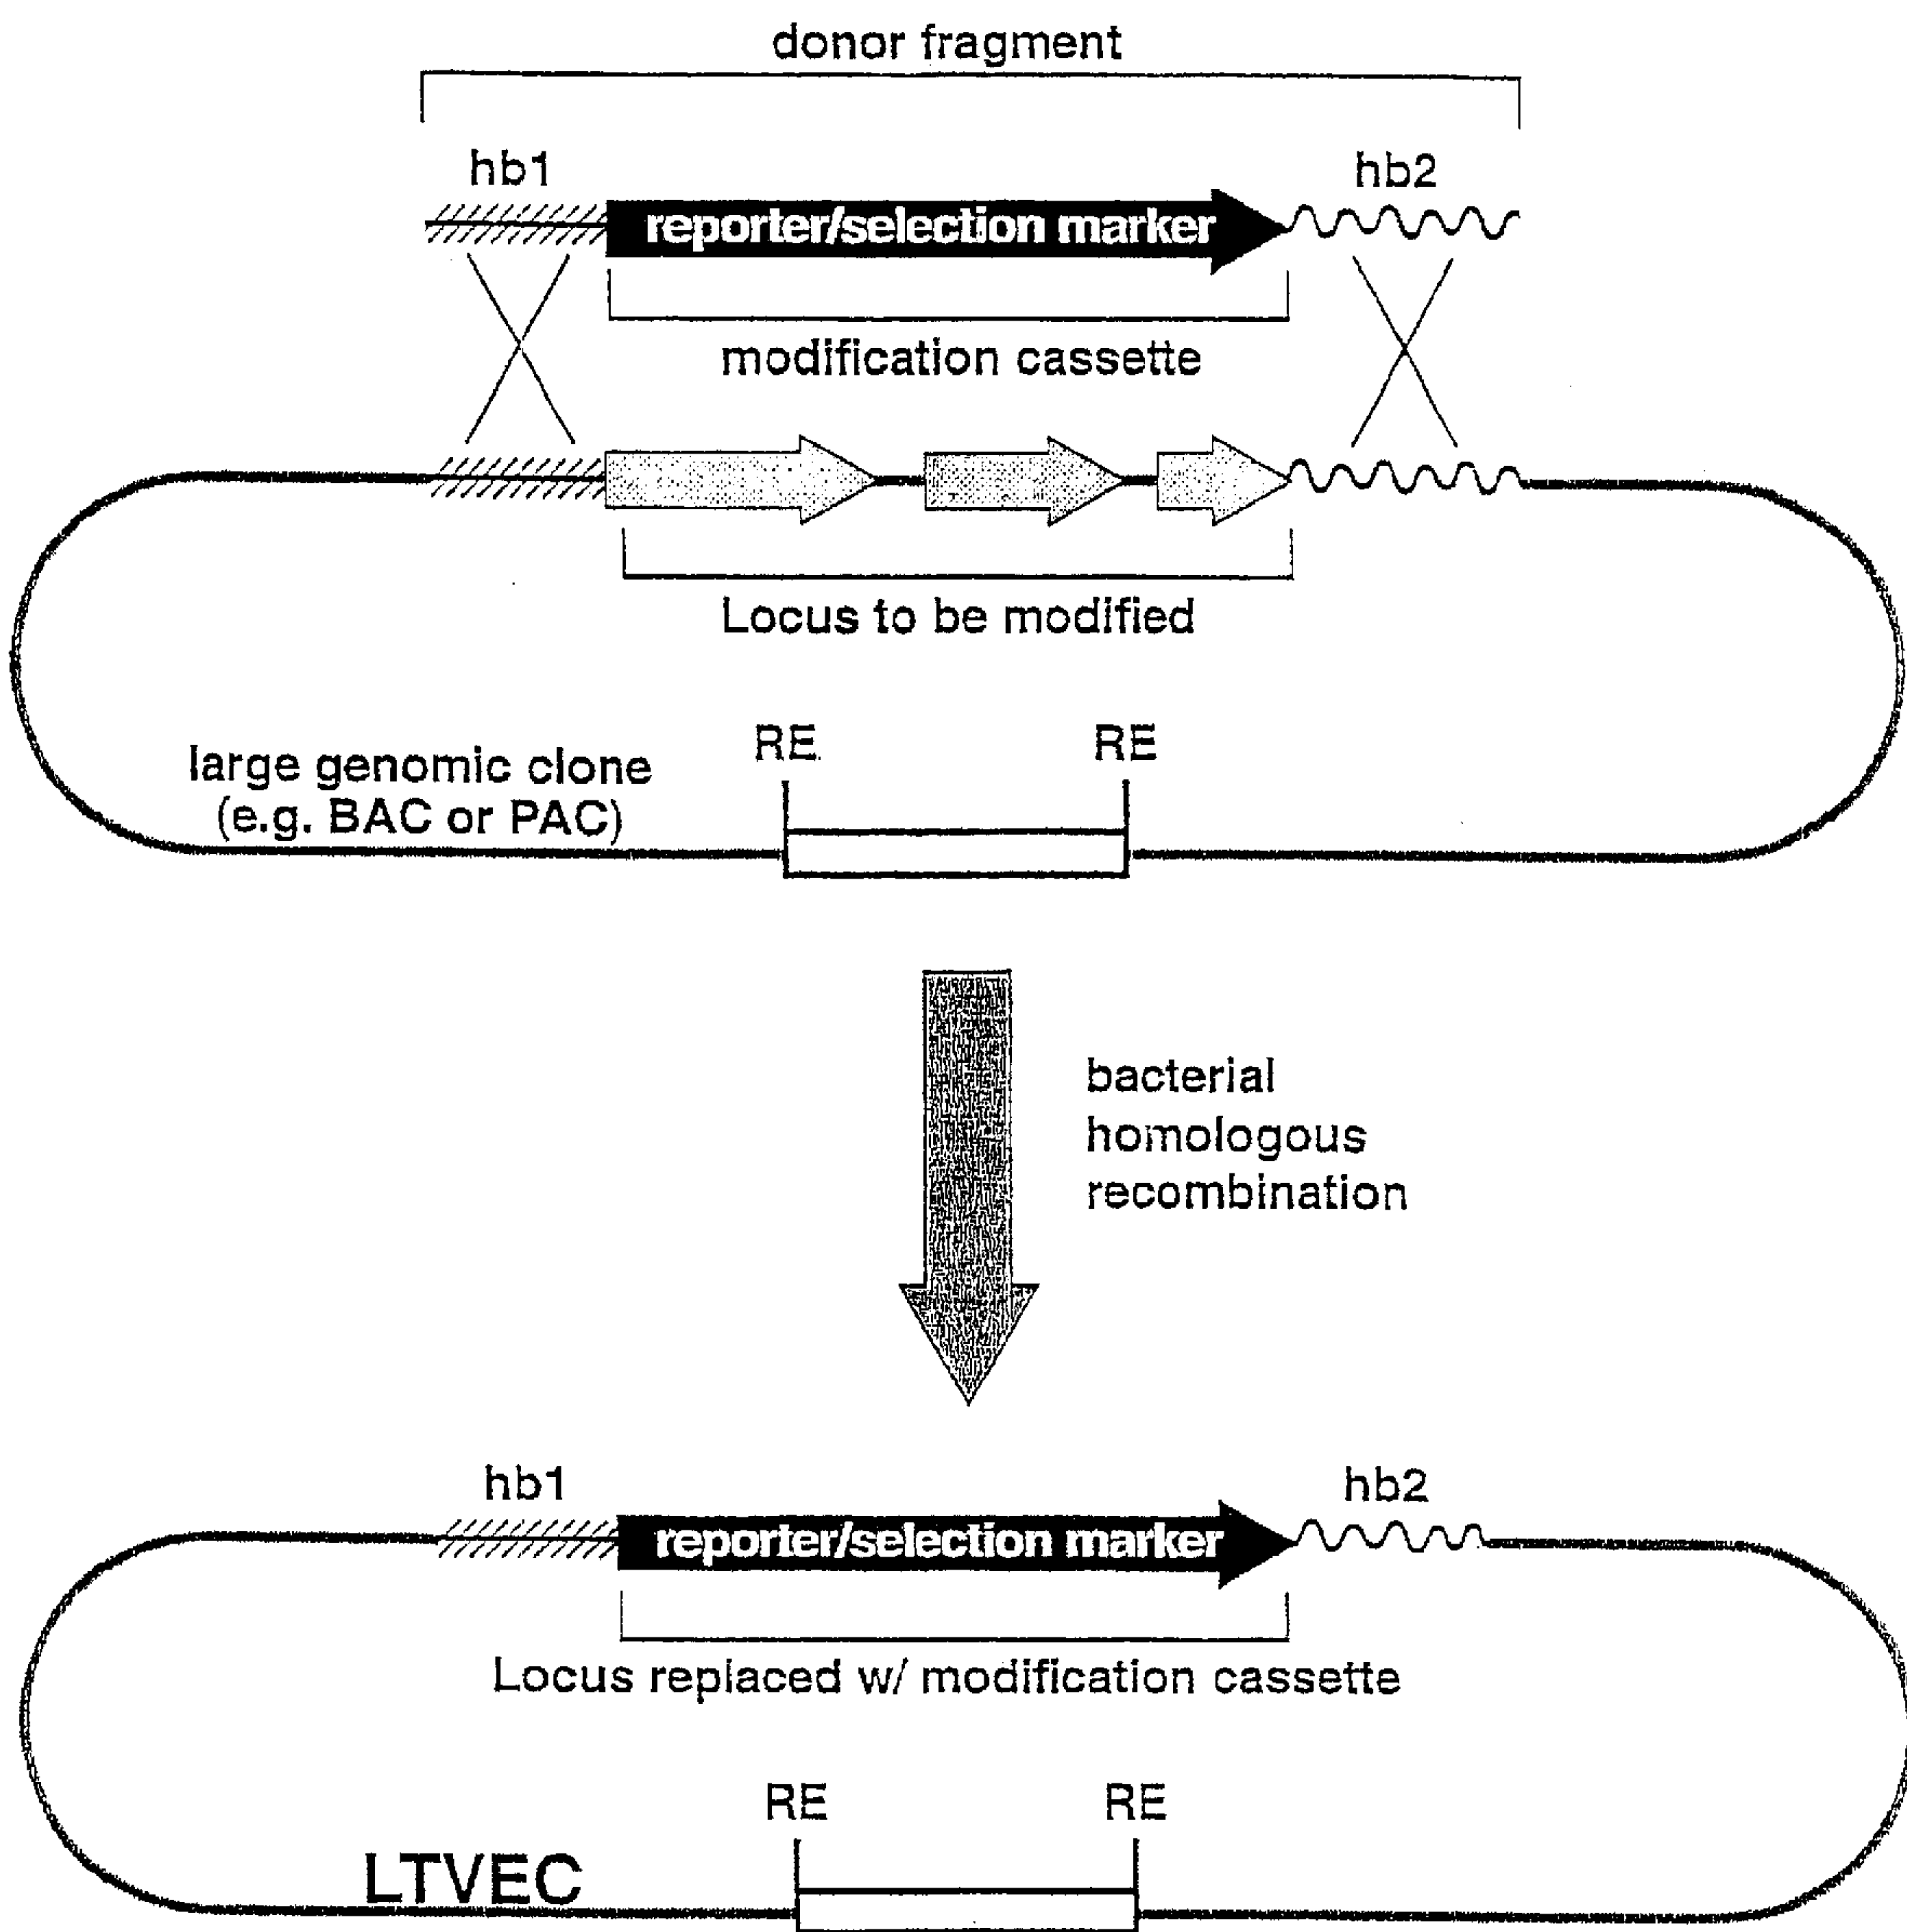 donor fragment
hb1
hb2
reporter/selection marker
modification cassette
Locus to be modified
RE
RE
large genomic clone
(e.g. BAC or PAC)
bacterial
homologous
recombination
hb1
hb2
reporter/selection marker
Locus replaced w/ modification cassette
RE
RE
LTVEC